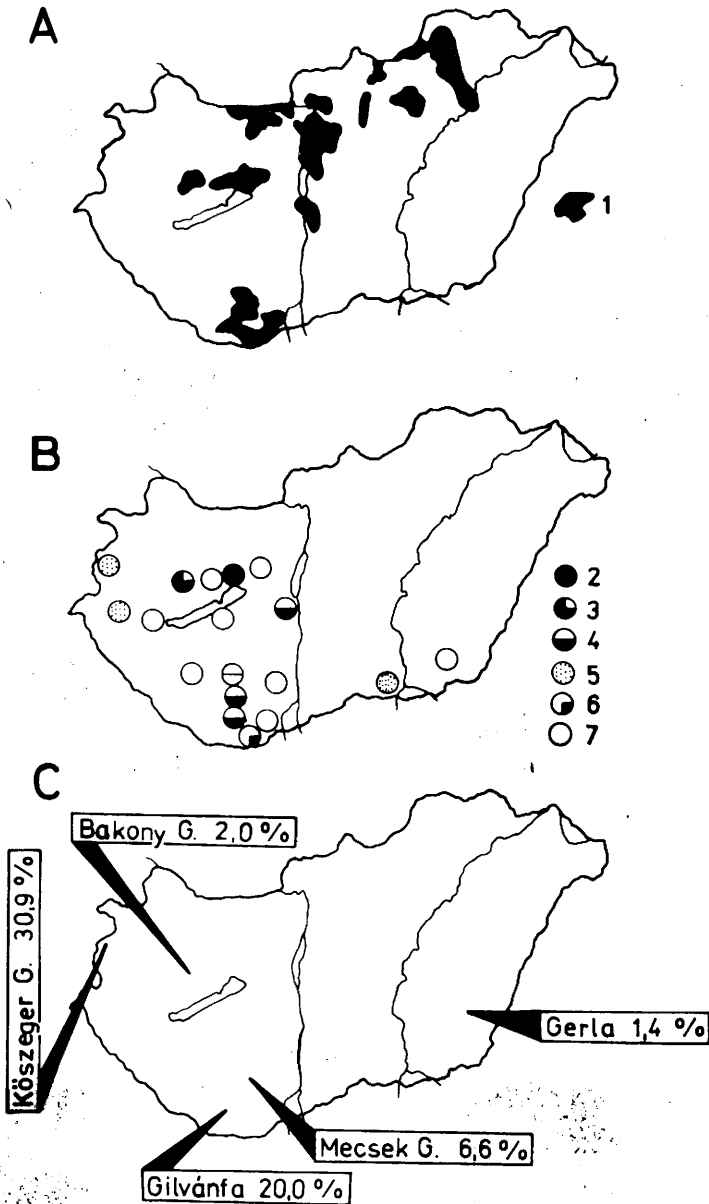 A
1
B
2
3
4
5
6
7
C
Bakony G. 2,0 %
Köszeger G. 30,9 %
Gerla 1,4 %
Mecsek G. 6,6 %
Gilvánfa 20,0 %